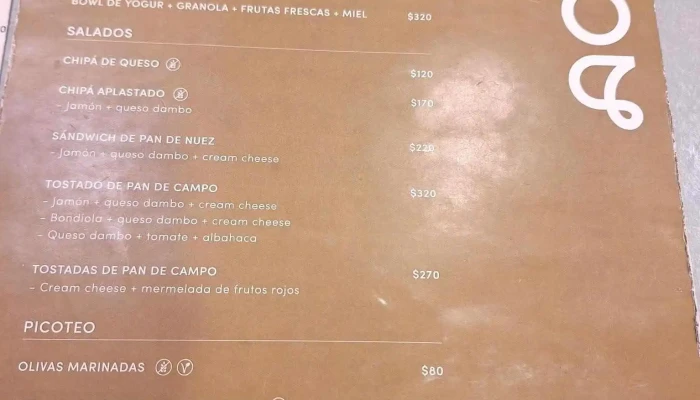 BOWL DE YOGUR + GRANOLA + FRUTAS FRESCAS + MIEL $320
SALADOS
CHIPÁ DE QUESO $120
CHIPÁ APLASTADO $170
- Jamón + queso dambo
SÁNDWICH DE PAN DE NUEZ $220
- Jamón + queso dambo + cream cheese
TOSTADO DE PAN DE CAMPO $320
- Jamón + queso dambo + cream cheese
- Bondiola + queso dambo + cream cheese
- Queso dambo + tomate + albahaca
TOSTADAS DE PAN DE CAMPO $270
- Cream cheese + mermelada de frutos rojos
PICOTEO
OLIVAS MARINADAS $80